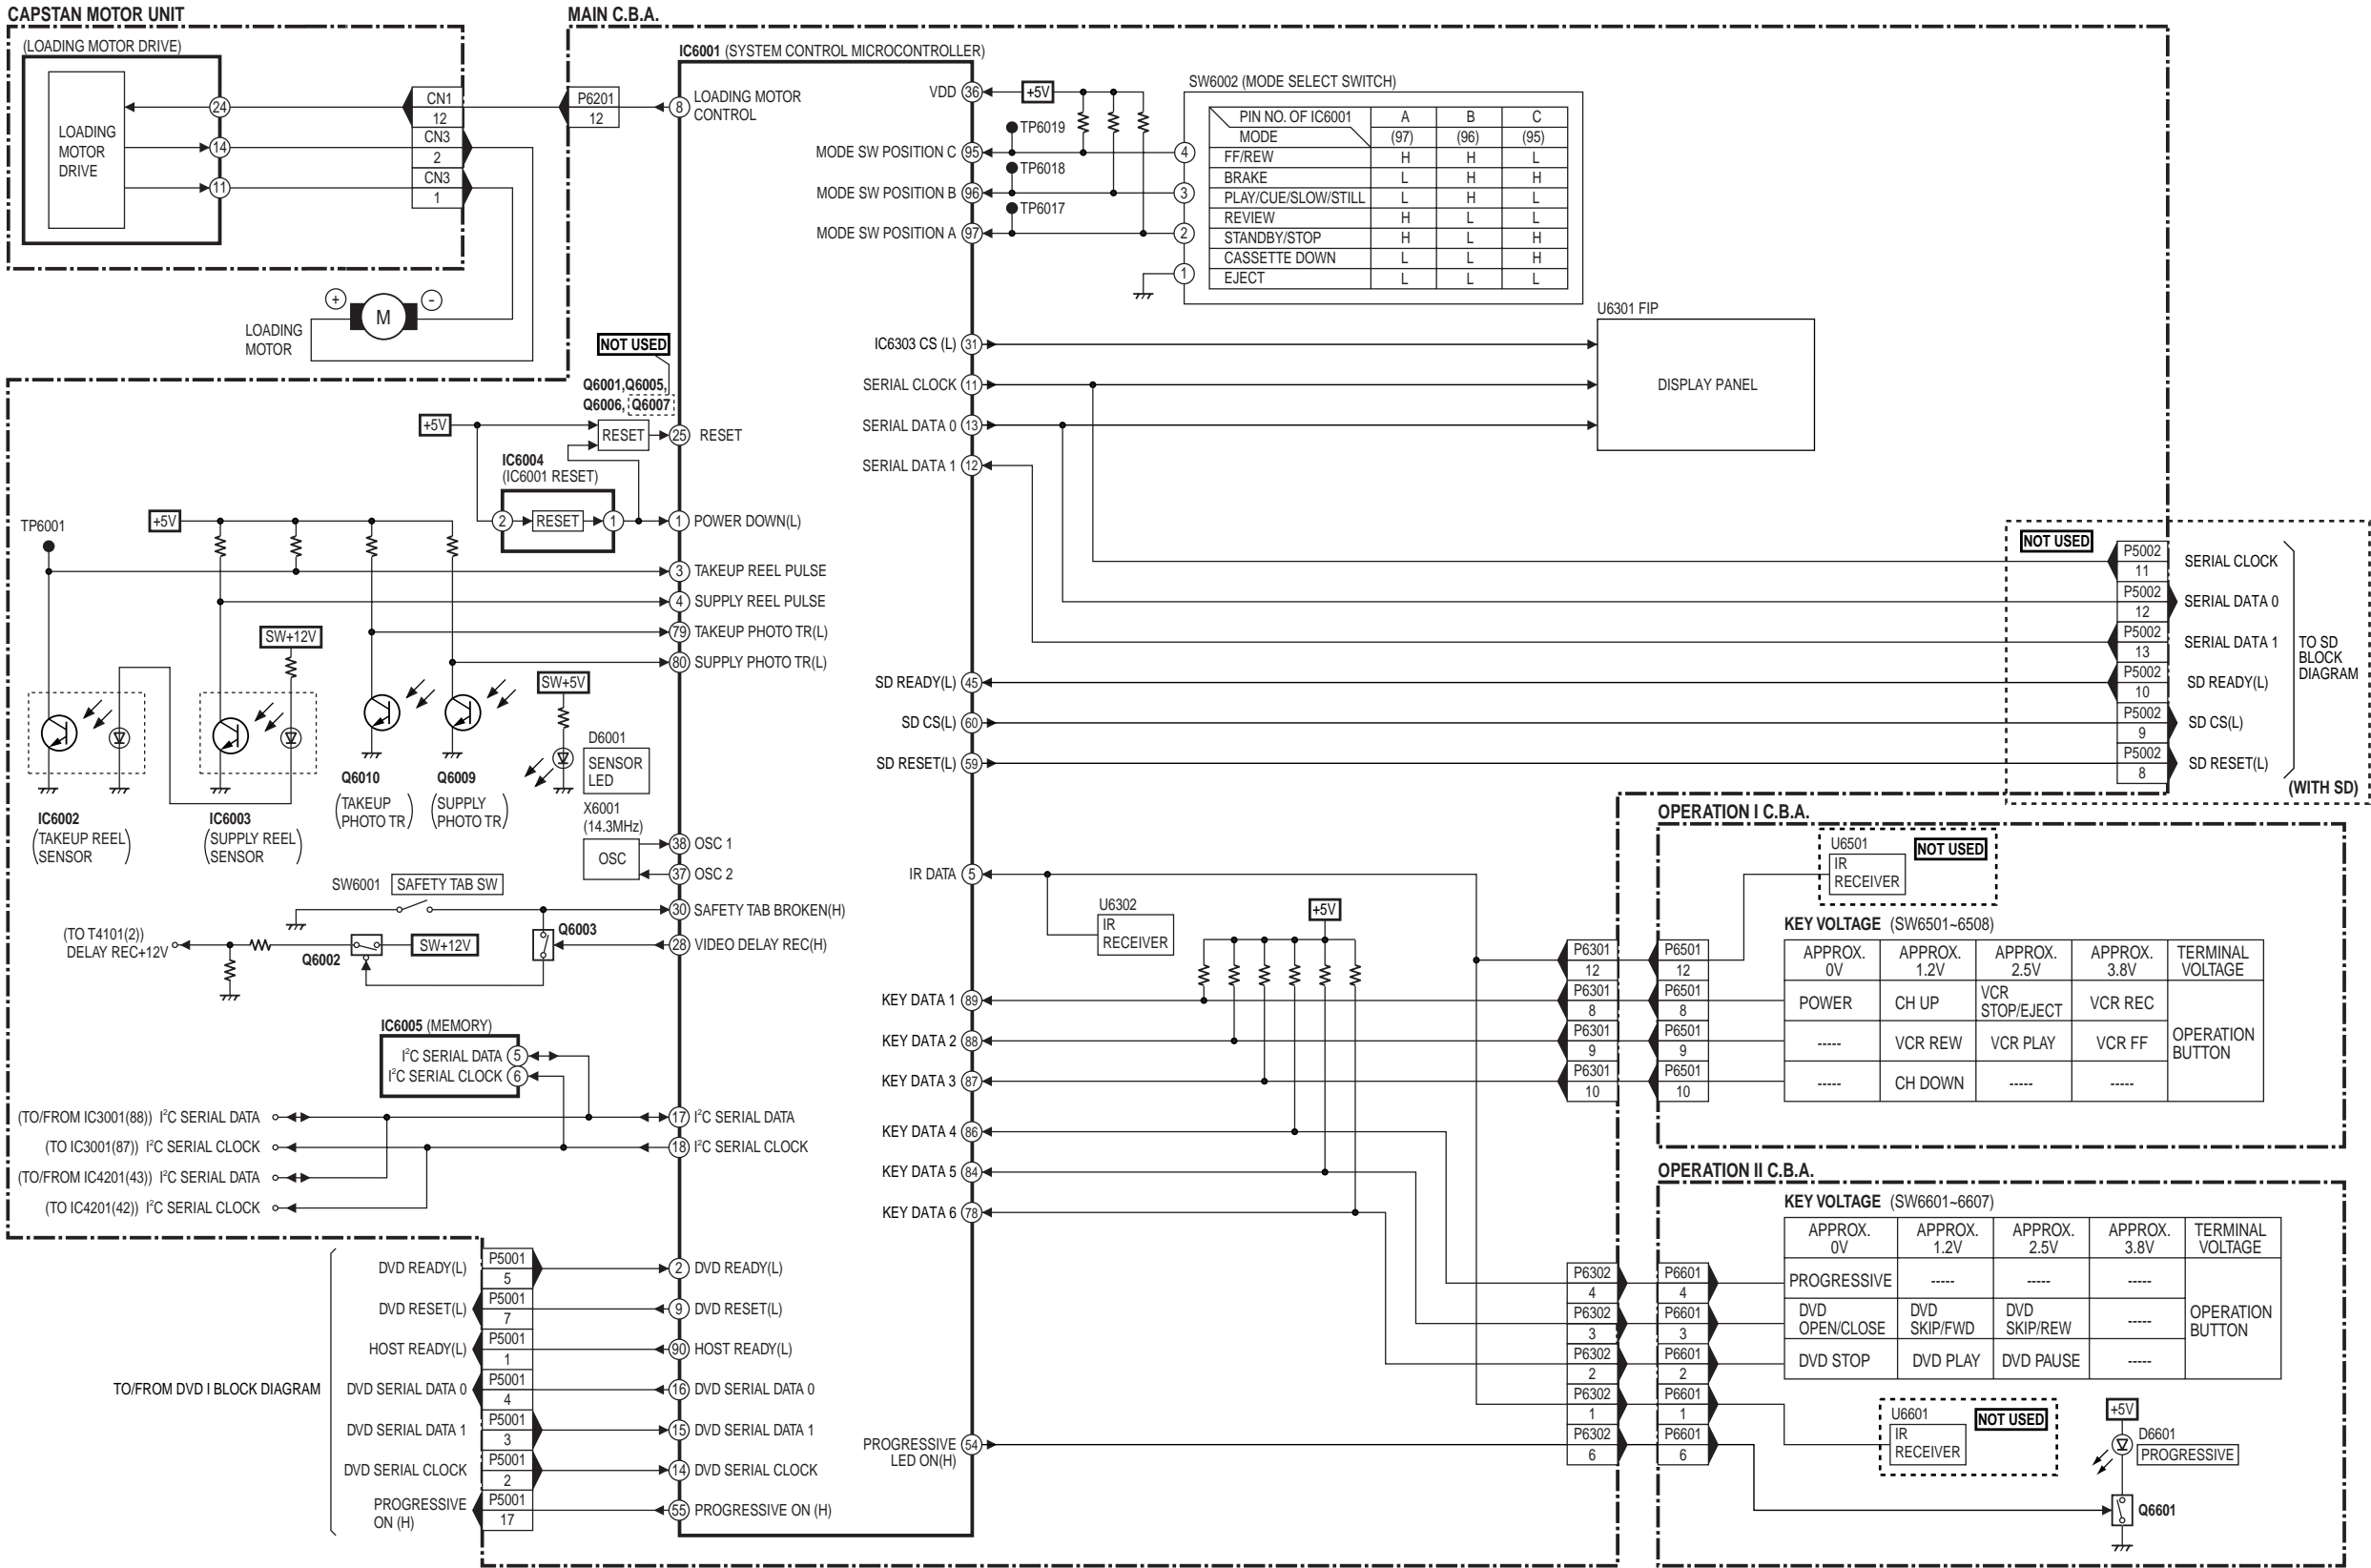 CAPSTAN MOTOR UNIT
(LOADING MOTOR DRIVE)
LOADING
MOTOR
DRIVE
24
14
11
CN1
12
CN3
2
CN3
1
+
M
-
LOADING
MOTOR
MAIN C.B.A.
P6201
12
IC6001 (SYSTEM CONTROL MICROCONTROLLER)
8
LOADING MOTOR
CONTROL
VDD 36
+5V
TP6019
MODE SW POSITION C 95
TP6018
MODE SW POSITION B 96
TP6017
MODE SW POSITION A 97
4
3
2
1
SW6002 (MODE SELECT SWITCH)
PIN NO. OF IC6001 A B C
MODE (97) (96) (95)
FF/REW H H L
BRAKE L H H
PLAY/CUE/SLOW/STILL L H L
REVIEW H L L
STANDBY/STOP H L H
CASSETTE DOWN L L H
EJECT L L L
U6301 FIP
DISPLAY PANEL
IC6303 CS (L) 31
SERIAL CLOCK 11
SERIAL DATA 0 13
SERIAL DATA 1 12
NOT USED
Q6001,Q6005,
Q6006, Q6007
+5V
RESET
25 RESET
IC6004
(IC6001 RESET)
2 RESET 1
1 POWER DOWN(L)
TP6001
+5V
3 TAKEUP REEL PULSE
4 SUPPLY REEL PULSE
79 TAKEUP PHOTO TR(L)
80 SUPPLY PHOTO TR(L)
SW+12V
SW+5V
D6001
SENSOR
LED
IC6002
(TAKEUP REEL
SENSOR)
IC6003
(SUPPLY REEL
SENSOR)
Q6010
(TAKEUP
PHOTO TR)
Q6009
(SUPPLY
PHOTO TR)
X6001
(14.3MHz)
OSC
38 OSC 1
37 OSC 2
SW6001 SAFETY TAB SW
30 SAFETY TAB BROKEN(H)
(TO T4101(2))
DELAY REC+12V
Q6002
SW+12V
Q6003
28 VIDEO DELAY REC(H)
IC6005 (MEMORY)
I²C SERIAL DATA 5
I²C SERIAL CLOCK 6
(TO/FROM IC3001(88)) I²C SERIAL DATA
17 I²C SERIAL DATA
(TO IC3001(87)) I²C SERIAL CLOCK
18 I²C SERIAL CLOCK
(TO/FROM IC4201(43)) I²C SERIAL DATA
(TO IC4201(42)) I²C SERIAL CLOCK
TO/FROM DVD I BLOCK DIAGRAM
DVD READY(L) P5001 5 2 DVD READY(L)
DVD RESET(L) P5001 7 9 DVD RESET(L)
HOST READY(L) P5001 1 90 HOST READY(L)
DVD SERIAL DATA 0 P5001 4 16 DVD SERIAL DATA 0
DVD SERIAL DATA 1 P5001 3 15 DVD SERIAL DATA 1
DVD SERIAL CLOCK P5001 2 14 DVD SERIAL CLOCK
PROGRESSIVE
ON (H) P5001 17 55 PROGRESSIVE ON (H)
SD READY(L) 45
SD CS(L) 60
SD RESET(L) 59
NOT USED
P5002 11 SERIAL CLOCK
P5002 12 SERIAL DATA 0
P5002 13 SERIAL DATA 1
P5002 10 SD READY(L)
P5002 9 SD CS(L)
P5002 8 SD RESET(L)
TO SD
BLOCK
DIAGRAM
(WITH SD)
IR DATA 5
U6302
IR
RECEIVER
+5V
KEY DATA 1 89
KEY DATA 2 88
KEY DATA 3 87
KEY DATA 4 86
KEY DATA 5 84
KEY DATA 6 78
PROGRESSIVE 54
LED ON(H)
P6301 12 P6501 12
P6301 8 P6501 8
P6301 9 P6501 9
P6301 10 P6501 10
OPERATION I C.B.A.
U6501
IR
RECEIVER
NOT USED
KEY VOLTAGE (SW6501~6508)
APPROX. 0V APPROX. 1.2V APPROX. 2.5V APPROX. 3.8V TERMINAL VOLTAGE
POWER CH UP VCR STOP/EJECT VCR REC
----- VCR REW VCR PLAY VCR FF
----- CH DOWN ----- -----
OPERATION
BUTTON
OPERATION II C.B.A.
KEY VOLTAGE (SW6601~6607)
APPROX. 0V APPROX. 1.2V APPROX. 2.5V APPROX. 3.8V TERMINAL VOLTAGE
PROGRESSIVE ----- ----- -----
DVD OPEN/CLOSE DVD SKIP/FWD DVD SKIP/REW -----
DVD STOP DVD PLAY DVD PAUSE -----
OPERATION
BUTTON
P6302 4 P6601 4
P6302 3 P6601 3
P6302 2 P6601 2
P6302 1 P6601 1
P6302 6 P6601 6
U6601
IR
RECEIVER
NOT USED
+5V
D6601
PROGRESSIVE
Q6601